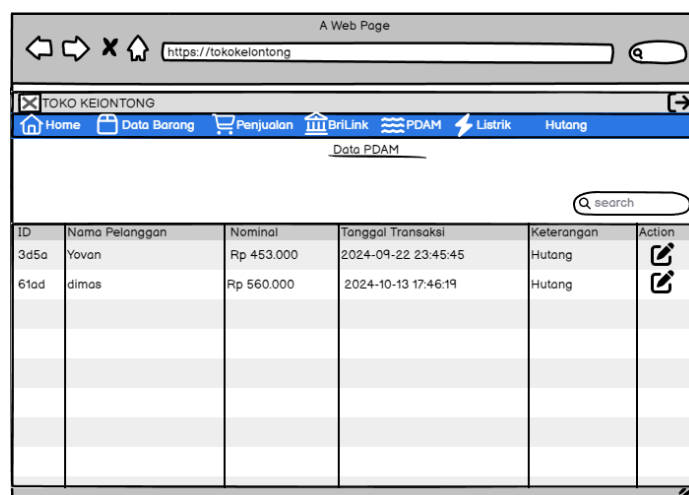 A Web Page
https://tokokelontong
TOKO KElONTONG
Home Data Barang Penjualan BriLink PDAM Listrik Hutang
Data PDAM
search
ID Nama Pelanggan Nominal Tanggal Transaksi Keterangan Action
3d5a Yovan Rp 453.000 2024-09-22 23:45:45 Hutang
61ad dimas Rp 560.000 2024-10-13 17:46:19 Hutang